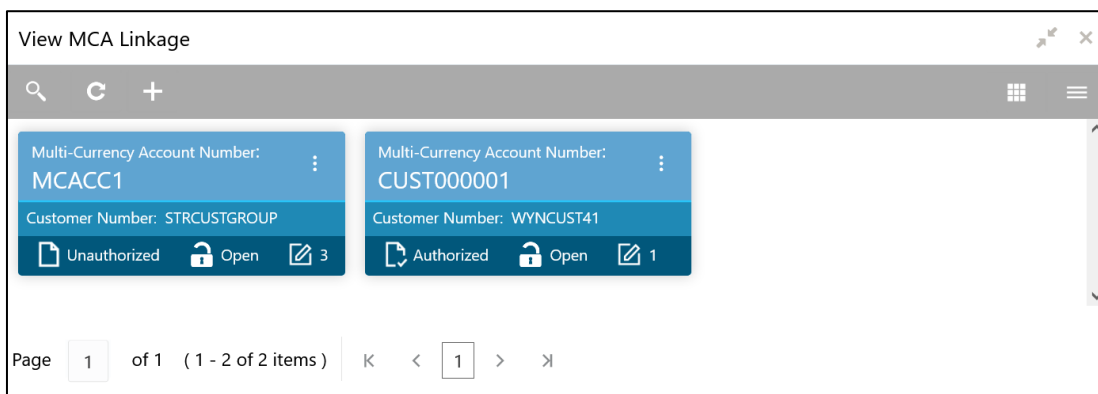 View MCA Linkage
Multi-Currency Account Number:
MCACC1
Customer Number: STRCUSTGROUP
Unauthorized Open 3
Multi-Currency Account Number:
CUST000001
Customer Number: WYNCUST41
Authorized Open 1
Page 1 of 1 ( 1 - 2 of 2 items ) 1